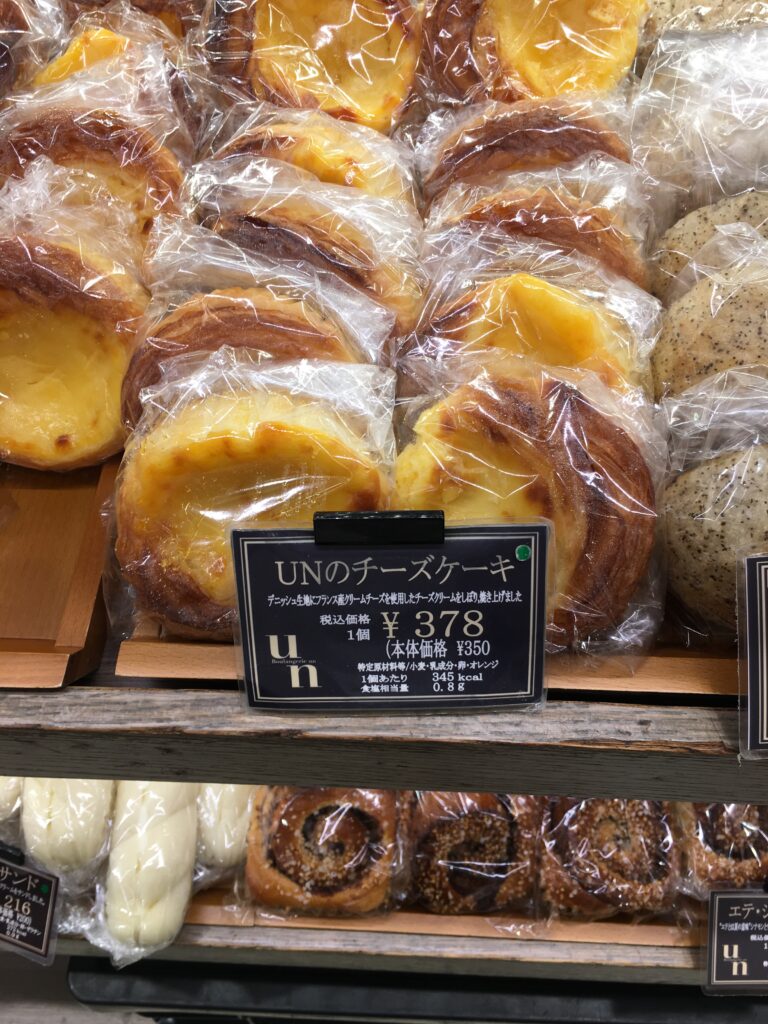 UNのチーズケーキ
デニッシュ生地にフランス産クリームチーズを使用したチーズクリームをしぼり、焼き上げました
税込価格
1個 ¥ 378
(本体価格 ¥350
un
Boulangerie un
特定原材料等/小麦・乳成分・卵・オレンジ
1個あたり 345 kcal
食塩相当量 0.8g
サンド
216
エテ・シ
税込価
un